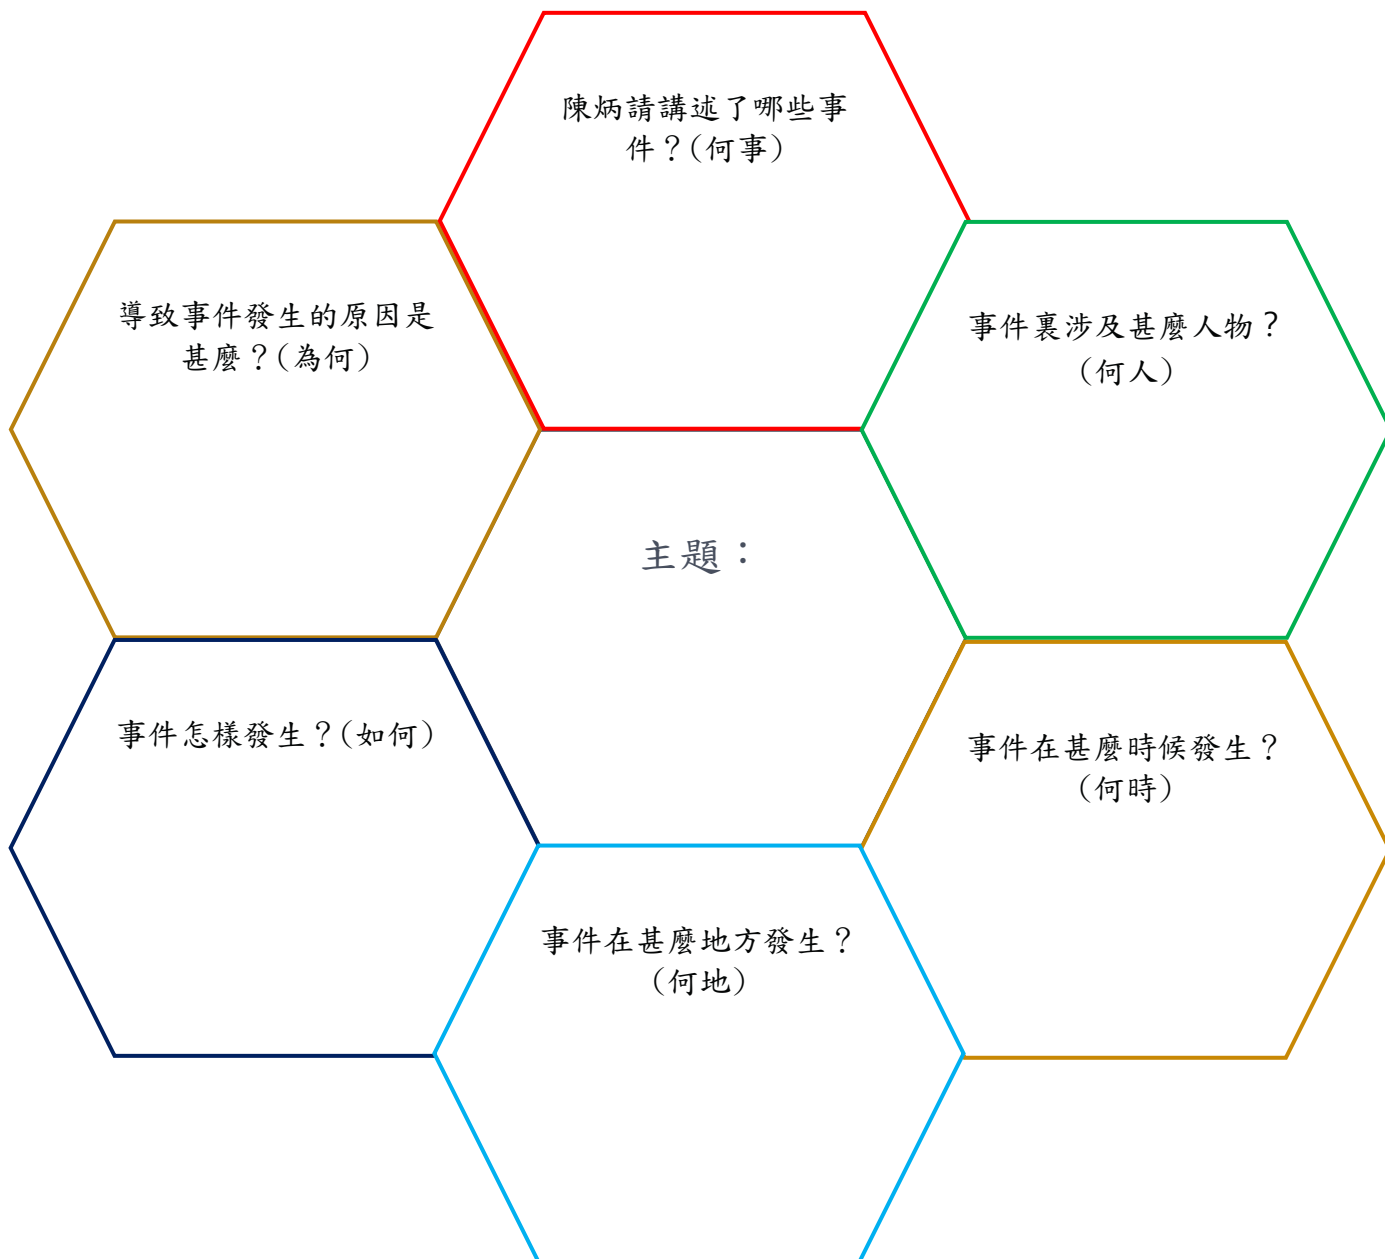 陳炳請講述了哪些事
件？(何事)
導致事件發生的原因是
甚麼？(為何)
事件裏涉及甚麼人物？
(何人)
主題：
事件怎樣發生？(如何)
事件在甚麼時候發生？
(何時)
事件在甚麼地方發生？
(何地)